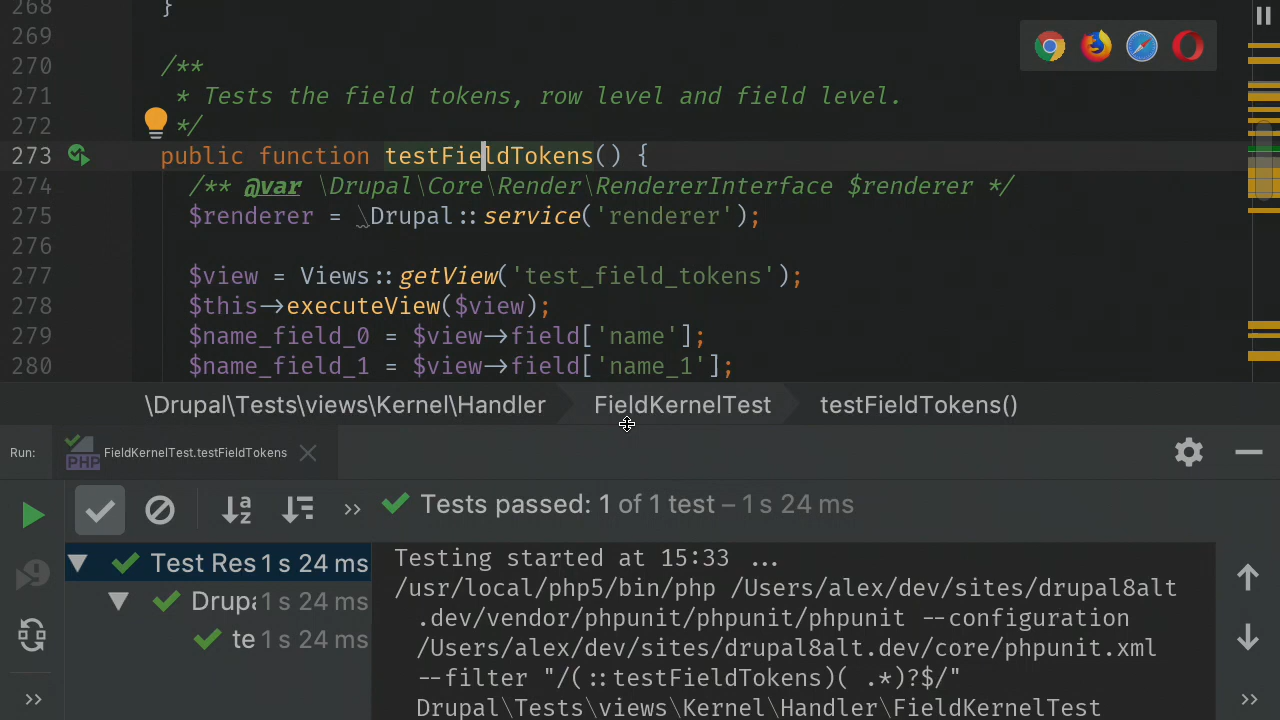 268 }
269
270 /**
271 * Tests the field tokens, row level and field level.
272 */
273 public function testFieldTokens() {
274 /** @var \Drupal\Core\Render\RendererInterface $renderer */
275 $renderer = \Drupal::service('renderer');
276
277 $view = Views::getView('test_field_tokens');
278 $this->executeView($view);
279 $name_field_0 = $view->field['name'];
280 $name_field_1 = $view->field['name_1'];
\Drupal\Tests\views\Kernel\Handler FieldKernelTest testFieldTokens()
Run: PHP FieldKernelTest.testFieldTokens
Tests passed: 1 of 1 test – 1 s 24 ms
Test Res 1 s 24 ms
Drupa 1 s 24 ms
te 1 s 24 ms
Testing started at 15:33 ...
/usr/local/php5/bin/php /Users/alex/dev/sites/drupal8alt
.dev/vendor/phpunit/phpunit/phpunit --configuration
/Users/alex/dev/sites/drupal8alt.dev/core/phpunit.xml
--filter "/(::testFieldTokens)( .*)?$/"
Drupal\Tests\views\Kernel\Handler\FieldKernelTest